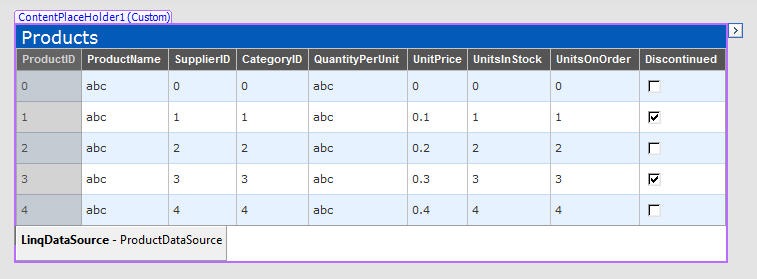 ContentPlaceHolder1 (Custom)
Products
ProductID ProductName SupplierID CategoryID QuantityPerUnit UnitPrice UnitsInStock UnitsOnOrder Discontinued
0 abc 0 0 abc 0 0 0
1 abc 1 1 abc 0.1 1 1
2 abc 2 2 abc 0.2 2 2
3 abc 3 3 abc 0.3 3 3
4 abc 4 4 abc 0.4 4 4
LinqDataSource - ProductDataSource